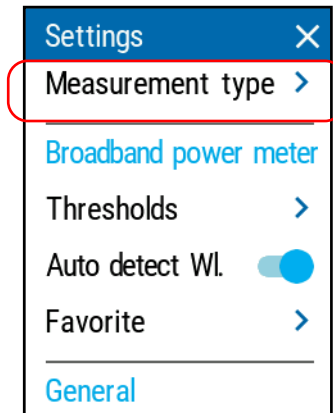 Settings
Measurement type
Broadband power meter
Thresholds
Auto detect Wl.
Favorite
General